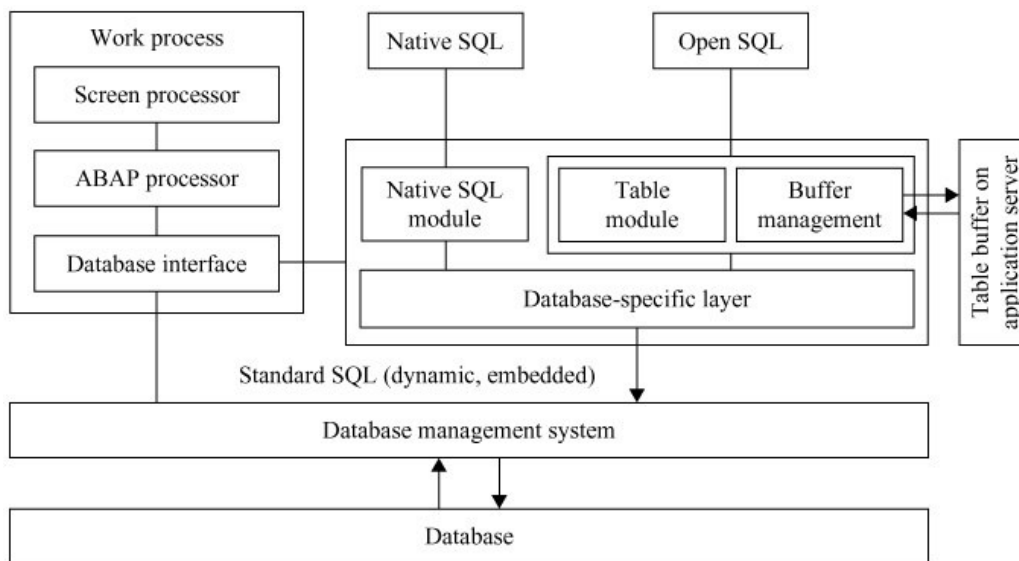 Work process
Native SQL
Open SQL
Screen processor
ABAP processor
Native SQL
module
Table
module
Buffer
management
Table buffer on
application server
Database interface
Database-specific layer
Standard SQL (dynamic, embedded)
Database management system
Database